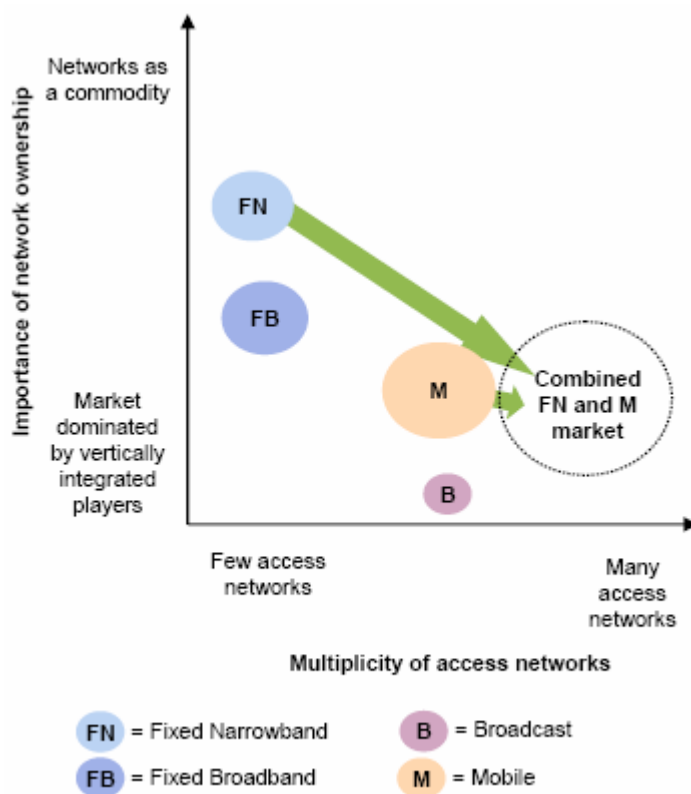 Importance of network ownership
Networks as
a commodity
FN
FB
M
Combined
FN and M
market
B
Market
dominated
by vertically
integrated
players
Few access
networks
Many
access
networks
Multiplicity of access networks
FN = Fixed Narrowband
B = Broadcast
FB = Fixed Broadband
M = Mobile